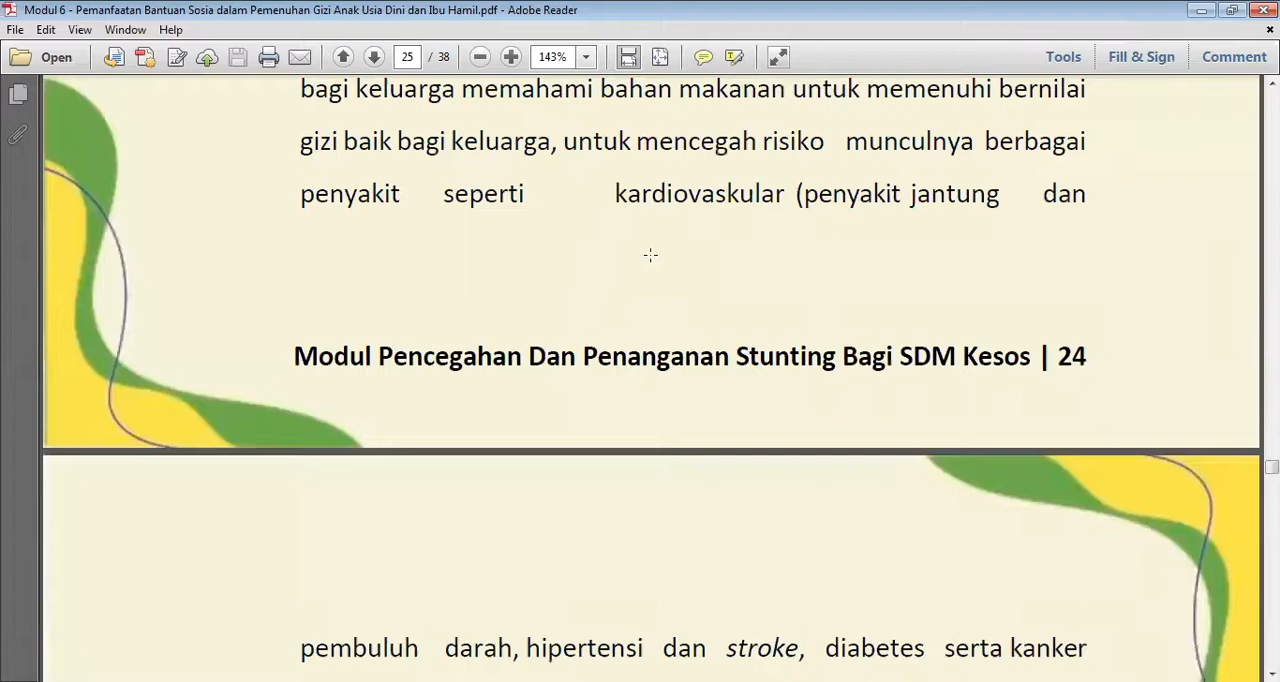 Modul 6 - Pemanfaatan Bantuan Sosia dalam Pemenuhan Gizi Anak Usia Dini dan Ibu Hamil.pdf - Adobe Reader
File Edit View Window Help
Open 25 / 38 143% Tools Fill & Sign Comment
bagi keluarga memahami bahan makanan untuk memenuhi bernilai
gizi baik bagi keluarga, untuk mencegah risiko munculnya berbagai
penyakit seperti kardiovaskular (penyakit jantung dan
Modul Pencegahan Dan Penanganan Stunting Bagi SDM Kesos | 24
pembuluh darah, hipertensi dan stroke, diabetes serta kanker